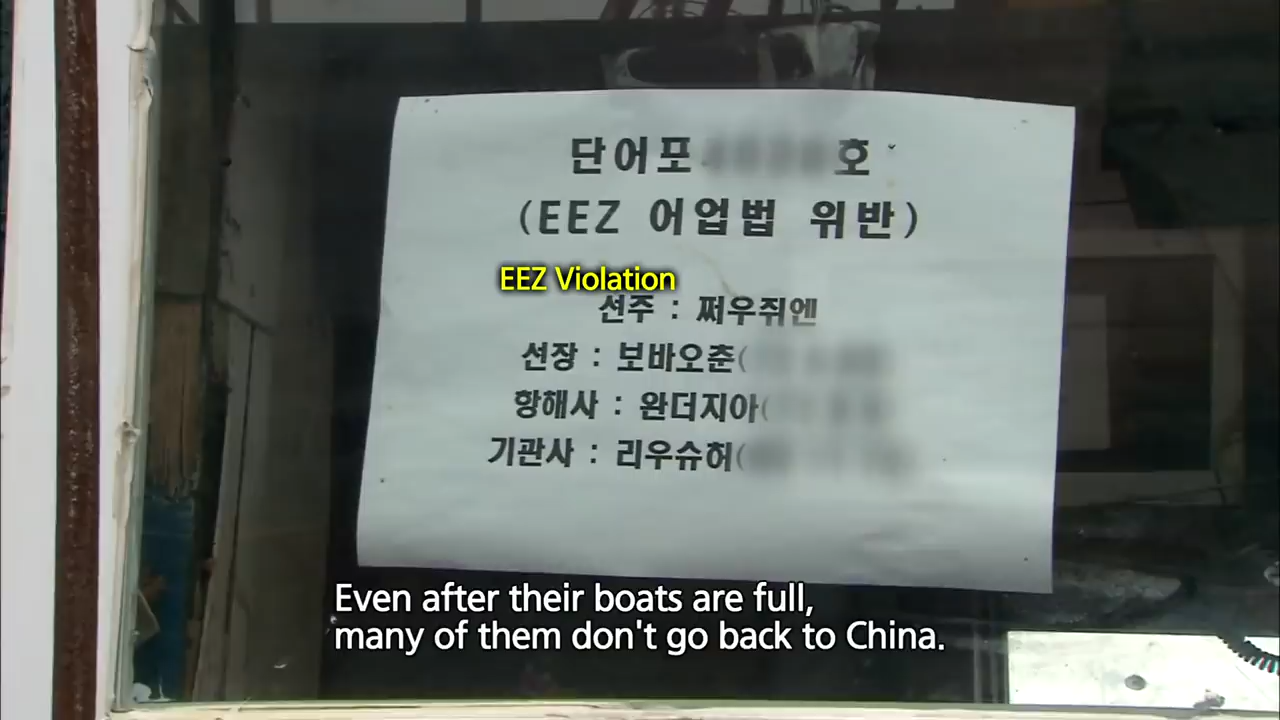 단어포 호
(EEZ 어업법 위반)
EEZ Violation
선주 : 쩌우쥐엔
선장 : 보바오춘(
항해사 : 완더지아(
기관사 : 리우슈허(
Even after their boats are full,
many of them don't go back to China.